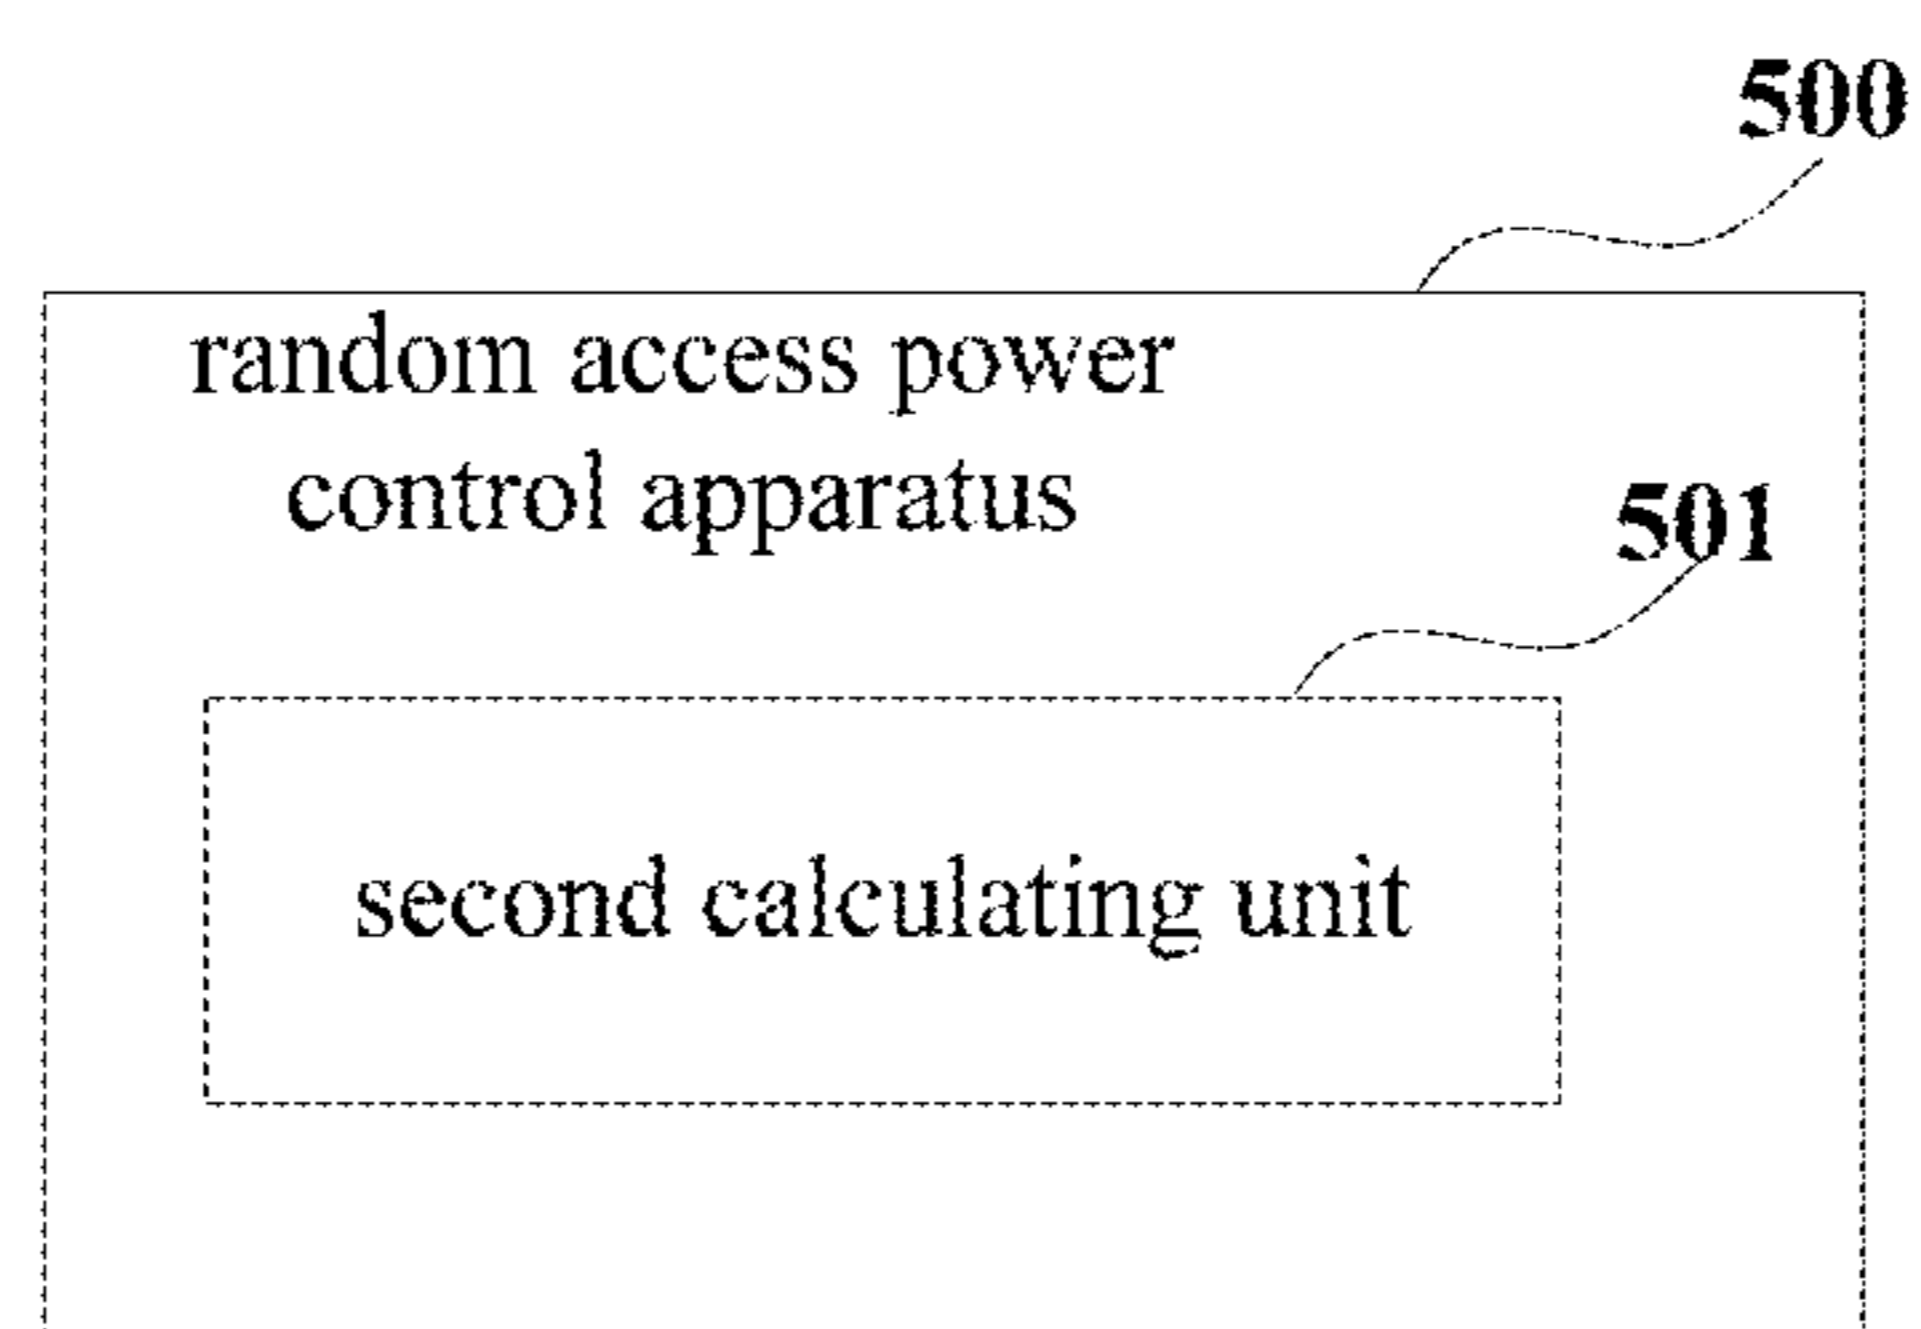 500
random access power
control apparatus
501
second calculating unit